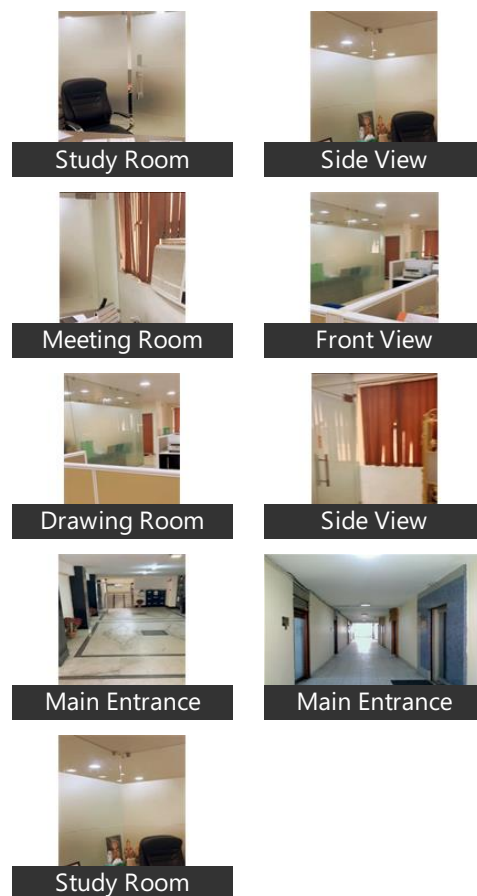 Study Room
Side View
Meeting Room
Front View
Drawing Room
Side View
Main Entrance
Main Entrance
Study Room